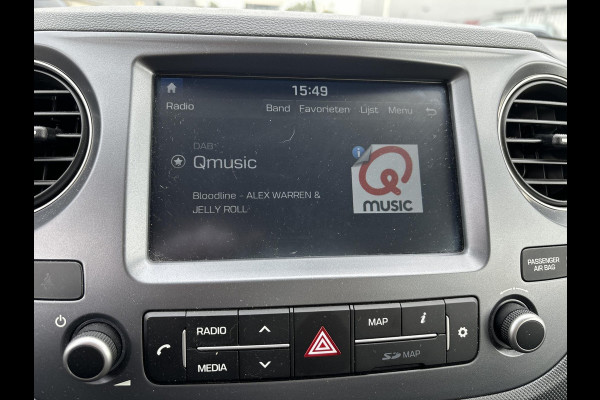 15:49
Radio Band Favorieten Lijst Menu
DAB
Qmusic
Bloodline - ALEX WARREN &
JELLY ROLL
i
Q
MUSIC
PASSENGER
AIR BAG
RADIO MAP i
MEDIA SD MAP